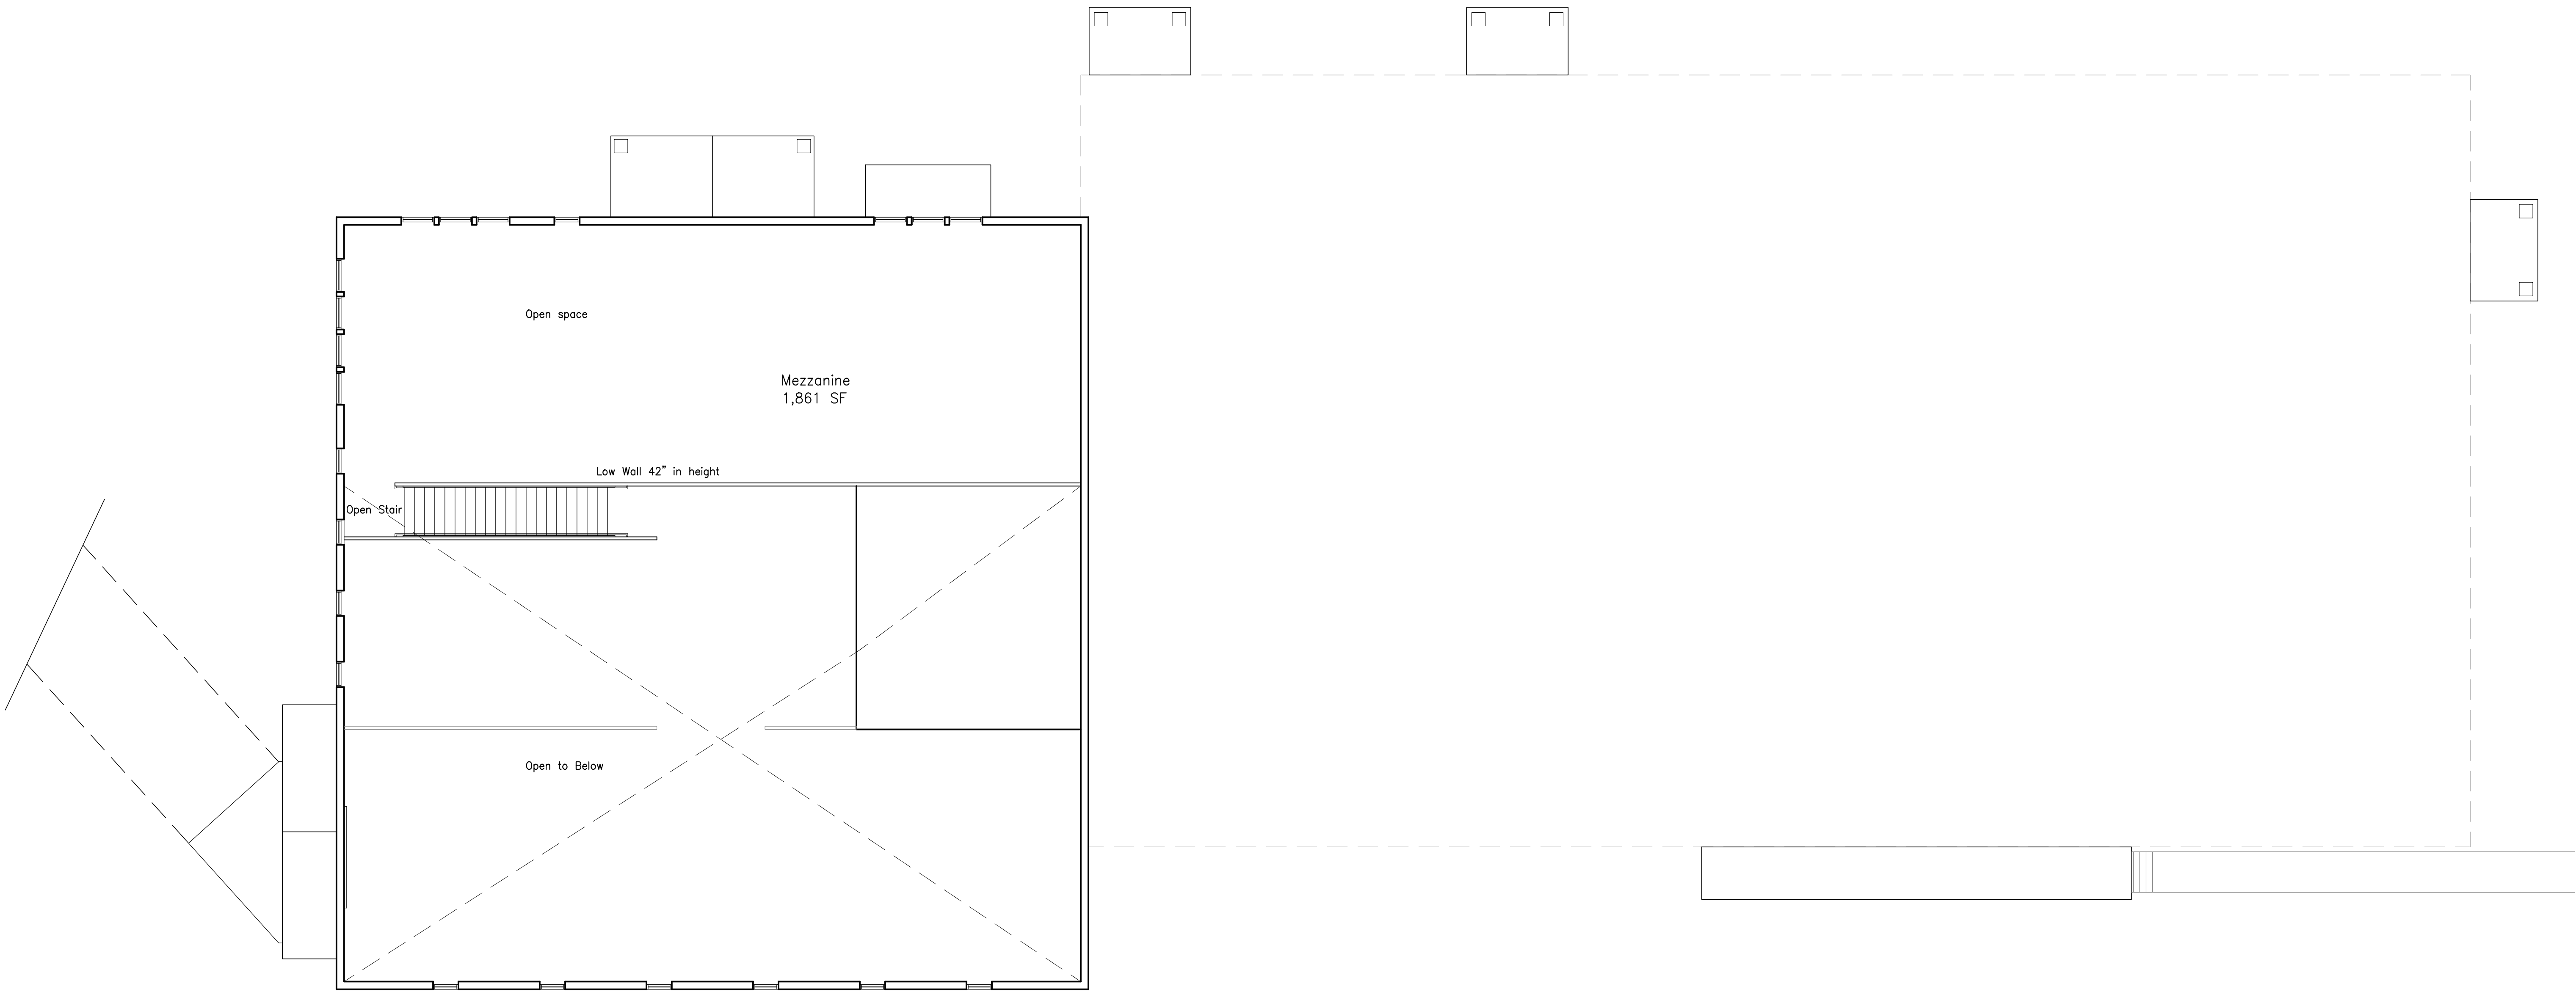 Open space
Mezzanine
1,861 SF
Low Wall 42" in height
Open Stair
Open to Below